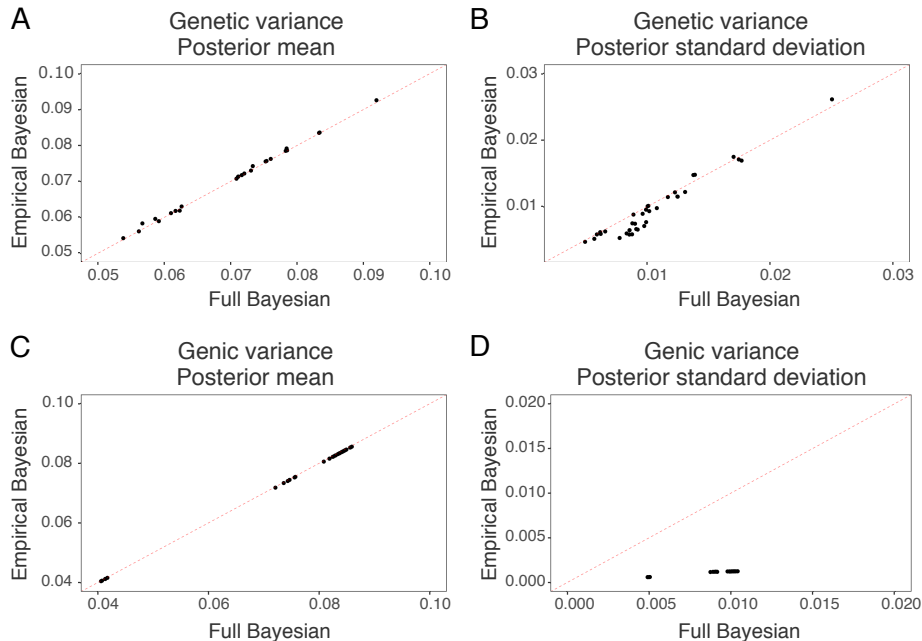 A
Genetic variance
Posterior mean
Empirical Bayesian
0.10
0.09
0.08
0.07
0.06
0.05
0.05 0.06 0.07 0.08 0.09 0.10
Full Bayesian
B
Genetic variance
Posterior standard deviation
Empirical Bayesian
0.03
0.02
0.01
0.01 0.02 0.03
Full Bayesian
C
Genic variance
Posterior mean
Empirical Bayesian
0.10
0.08
0.06
0.04
0.04 0.06 0.08 0.10
Full Bayesian
D
Genic variance
Posterior standard deviation
Empirical Bayesian
0.020
0.015
0.010
0.005
0.000
0.000 0.005 0.010 0.015 0.020
Full Bayesian